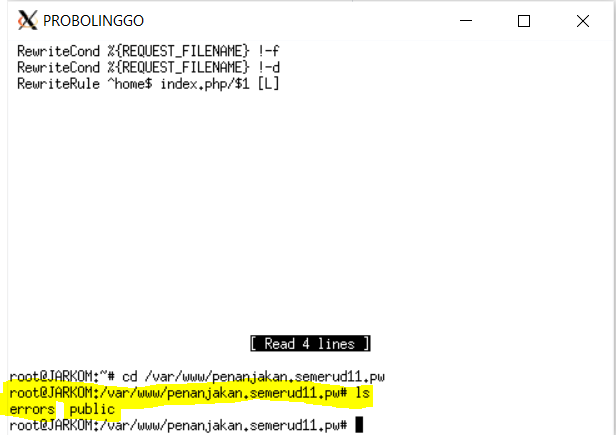 PROBOLINGGO
RewriteCond %{REQUEST_FILENAME} !-f
RewriteCond %{REQUEST_FILENAME} !-d
RewriteRule ^home$ index.php/$1 [L]
[ Read 4 lines ]
root@JARKOM:~# cd /var/www/penanjakan.semerud11.pw
root@JARKOM:/var/www/penanjakan.semerud11.pw# ls
errors  public
root@JARKOM:/var/www/penanjakan.semerud11.pw#